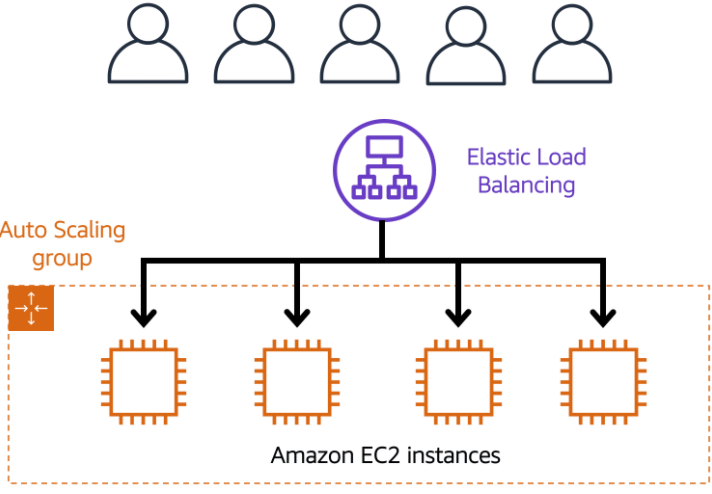 Elastic Load
Balancing
Auto Scaling
group
Amazon EC2 instances